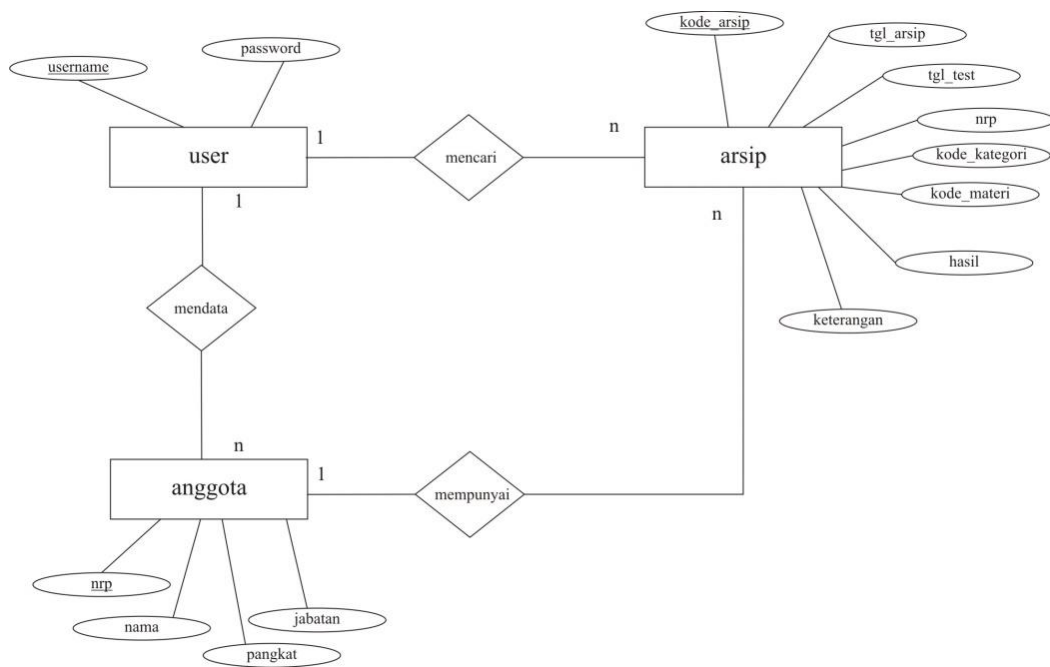 kode_arsip
tgl_arsip
password
username
tgl_test
nrp
1
n
user
mencari
arsip
kode_kategori
kode_materi
1
n
hasil
mendata
keterangan
n
1
anggota
mempunyai
nrp
nama
jabatan
pangkat